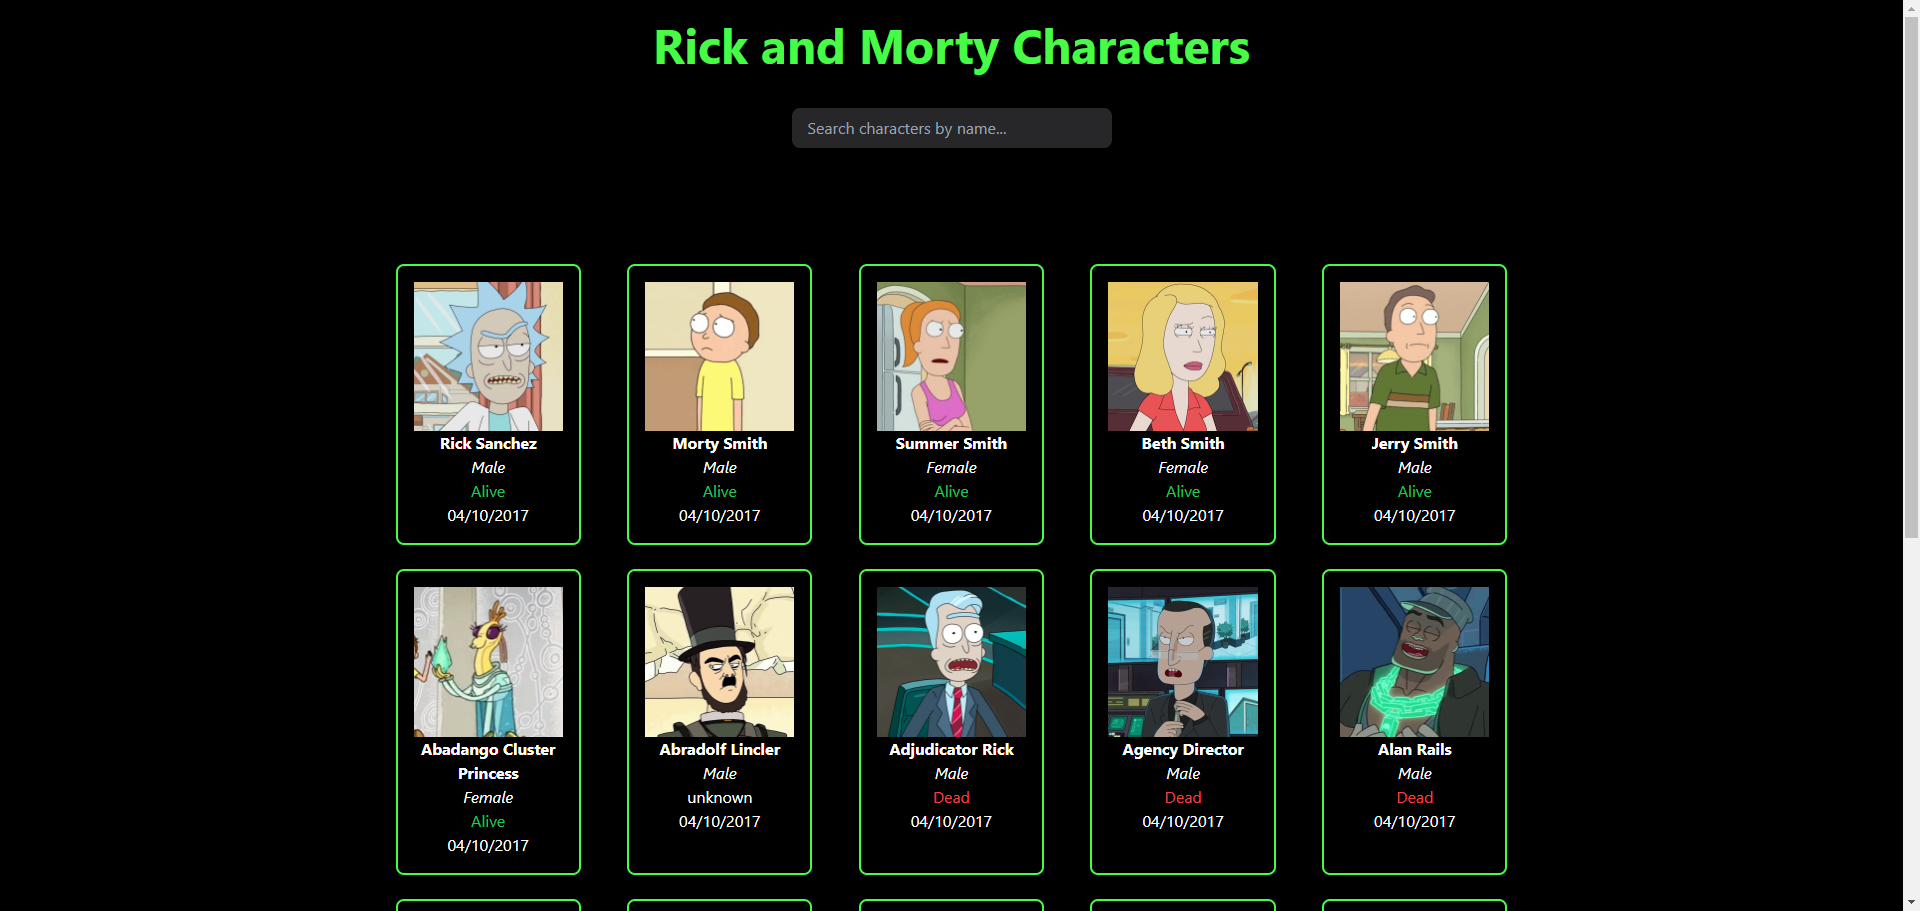 Rick and Morty Characters
Search characters by name...
Rick Sanchez
Male
Alive
04/10/2017
Morty Smith
Male
Alive
04/10/2017
Summer Smith
Female
Alive
04/10/2017
Beth Smith
Female
Alive
04/10/2017
Jerry Smith
Male
Alive
04/10/2017
Abadango Cluster
Princess
Female
Alive
04/10/2017
Abradolf Lincler
Male
unknown
04/10/2017
Adjudicator Rick
Male
Dead
04/10/2017
Agency Director
Male
Dead
04/10/2017
Alan Rails
Male
Dead
04/10/2017